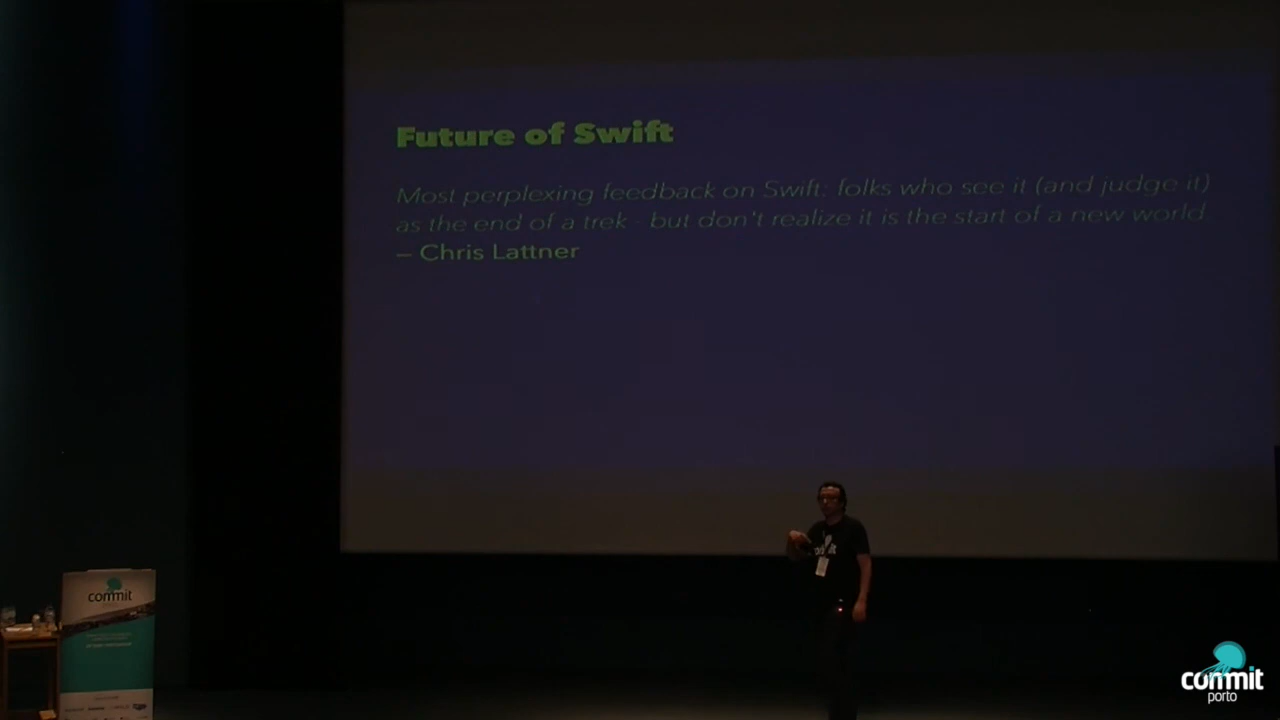 Future of Swift
Most perplexing feedback on Swift: folks who see it (and judge it)
as the end of a trek - but don't realize it is the start of a new world.
— Chris Lattner
commit
commit
porto